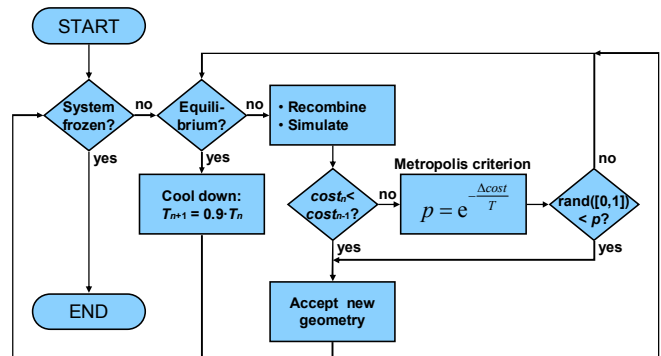 START
System
frozen?
no
yes
Equili-
brium?
no
yes
• Recombine
• Simulate
Cool down:
Tn+1 = 0.9·Tn
costn<
costn-1?
no
yes
Metropolis criterion
p = e^(-Δcost/T)
rand([0,1])
< p?
no
yes
Accept new
geometry
END